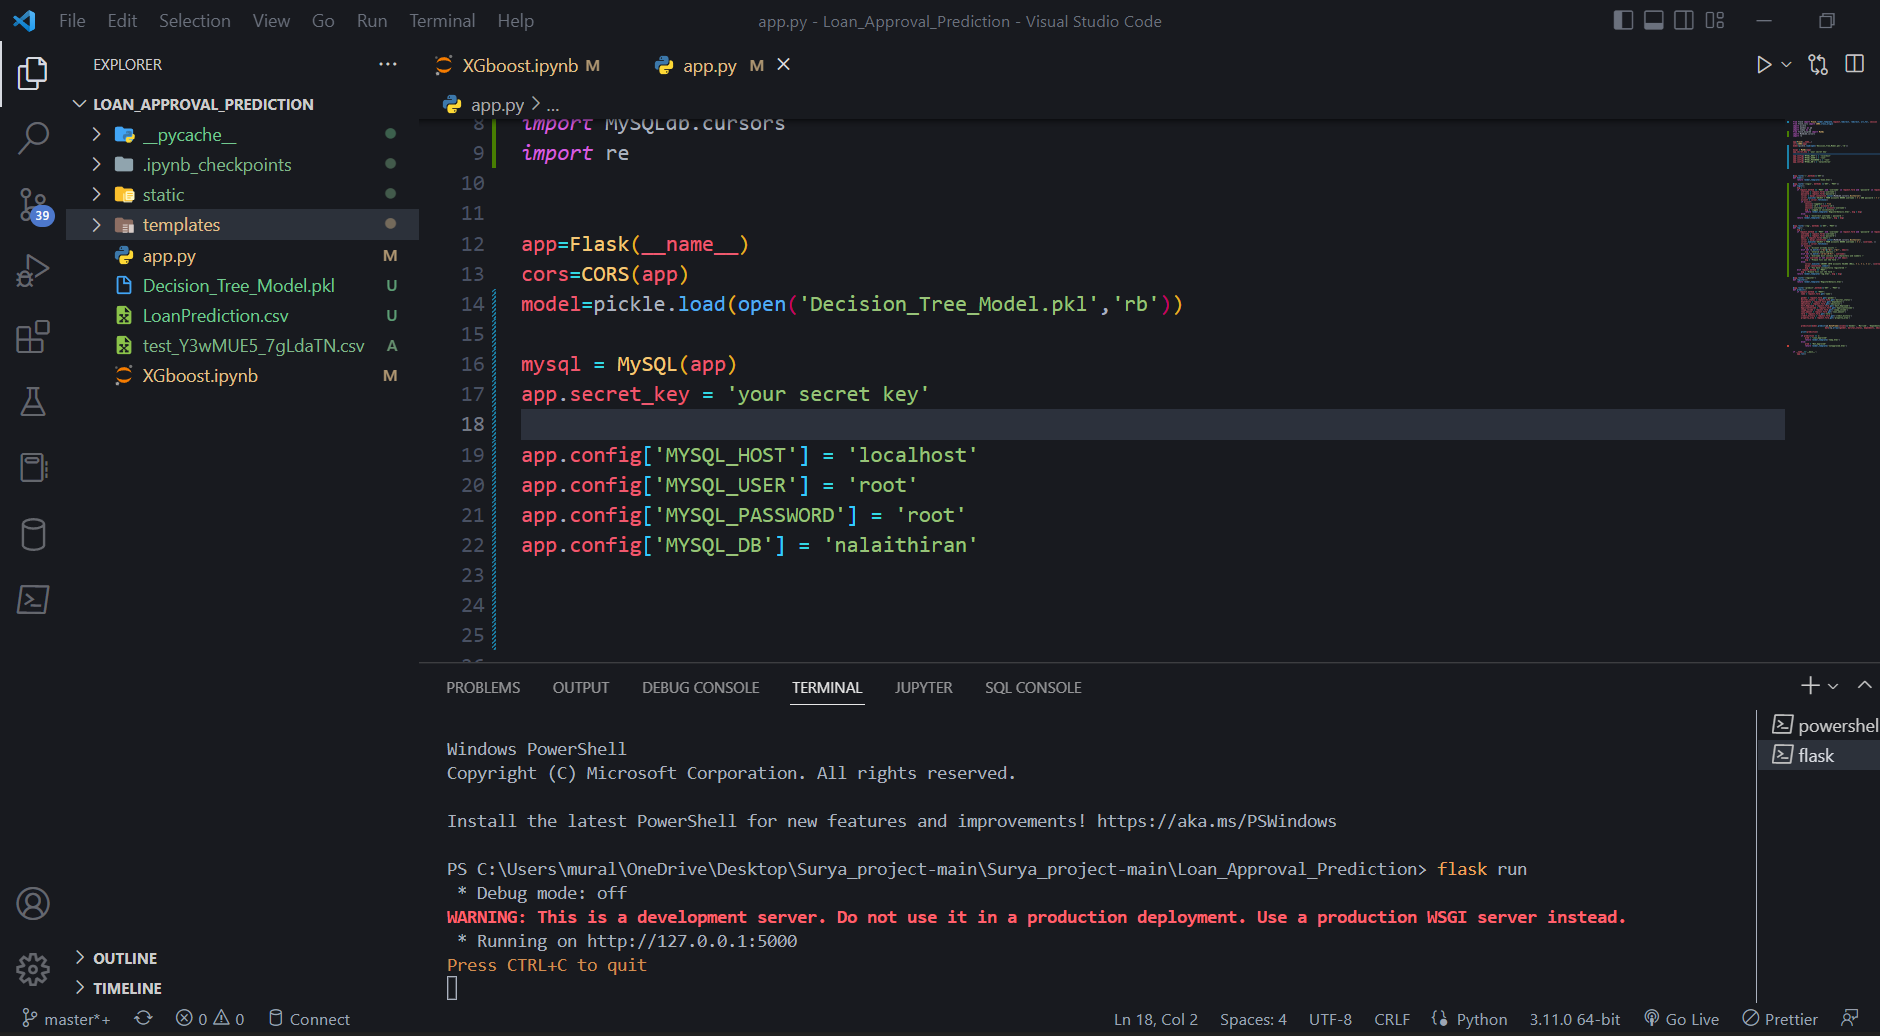 File Edit Selection View Go Run Terminal Help
app.py - Loan_Approval_Prediction - Visual Studio Code
EXPLORER
LOAN_APPROVAL_PREDICTION
__pycache__
.ipynb_checkpoints
static
templates
app.py M
Decision_Tree_Model.pkl U
LoanPrediction.csv U
test_Y3wMUE5_7gLdaTN.csv A
XGboost.ipynb M
39
OUTLINE
TIMELINE
XGboost.ipynb M
app.py M
app.py > ...
8 import MySQLdb.cursors
9 import re
10
11
12 app=Flask(__name__)
13 cors=CORS(app)
14 model=pickle.load(open('Decision_Tree_Model.pkl','rb'))
15
16 mysql = MySQL(app)
17 app.secret_key = 'your secret key'
18
19 app.config['MYSQL_HOST'] = 'localhost'
20 app.config['MYSQL_USER'] = 'root'
21 app.config['MYSQL_PASSWORD'] = 'root'
22 app.config['MYSQL_DB'] = 'nalaithiran'
23
24
25
PROBLEMS OUTPUT DEBUG CONSOLE TERMINAL JUPYTER SQL CONSOLE
Windows PowerShell
Copyright (C) Microsoft Corporation. All rights reserved.
Install the latest PowerShell for new features and improvements! https://aka.ms/PSWindows
PS C:\Users\mural\OneDrive\Desktop\Surya_project-main\Surya_project-main\Loan_Approval_Prediction> flask run
* Debug mode: off
WARNING: This is a development server. Do not use it in a production deployment. Use a production WSGI server instead.
* Running on http://127.0.0.1:5000
Press CTRL+C to quit
powershel
flask
master*+ 0 0 Connect
Ln 18, Col 2 Spaces: 4 UTF-8 CRLF Python 3.11.0 64-bit Go Live Prettier